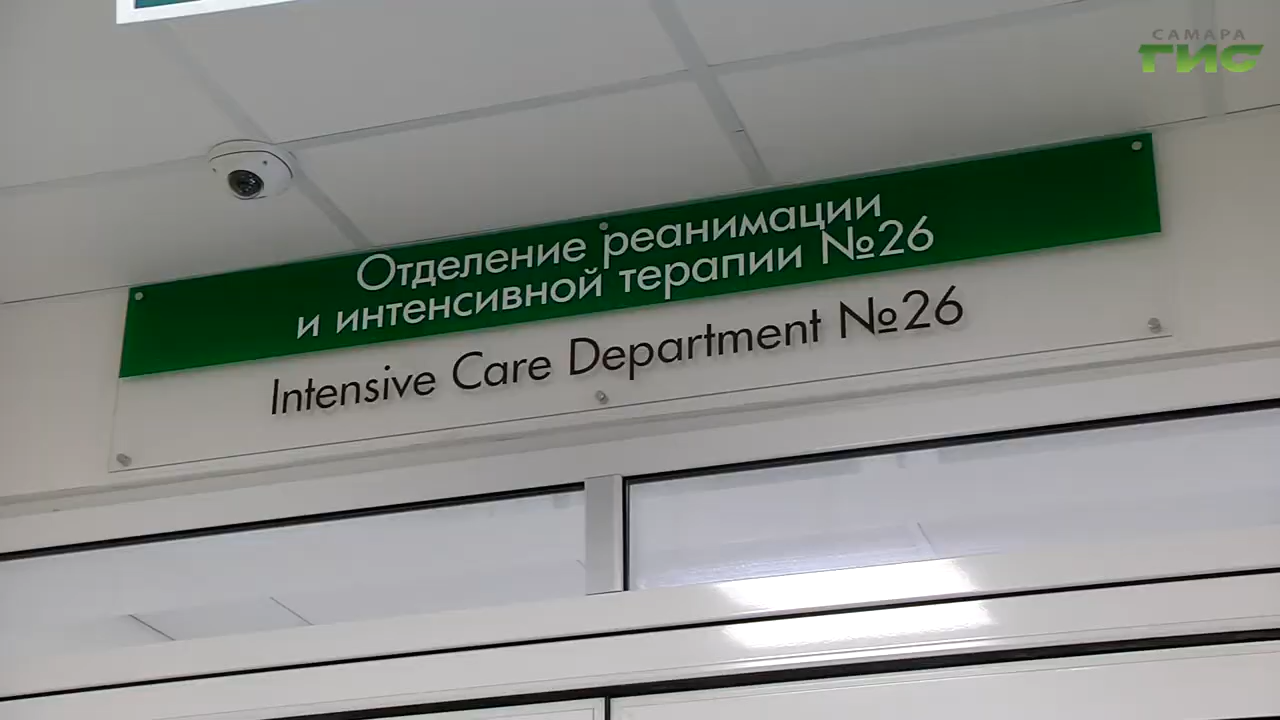 САМАРА
ГИС
Отделение реанимации
и интенсивной терапии №26
Intensive Care Department №26